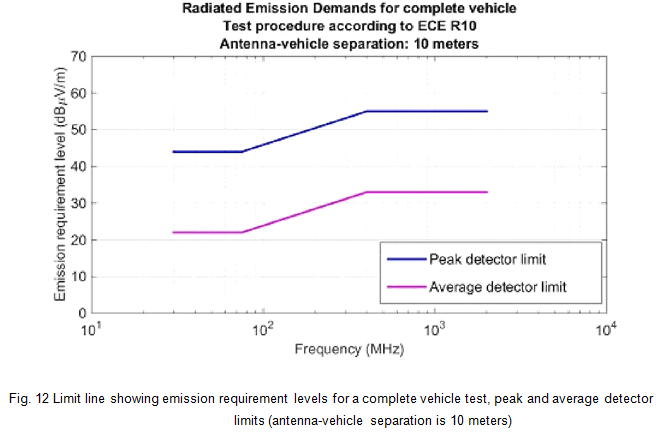 Radiated Emission Demands for complete vehicle
Test procedure according to ECE R10
Antenna-vehicle separation: 10 meters
Emission requirement level (dBμV/m)
70
60
50
40
30
20
10
0
Peak detector limit
Average detector limit
10¹
10²
10³
10⁴
Frequency (MHz)
Fig. 12 Limit line showing emission requirement levels for a complete vehicle test, peak and average detector
limits (antenna-vehicle separation is 10 meters)